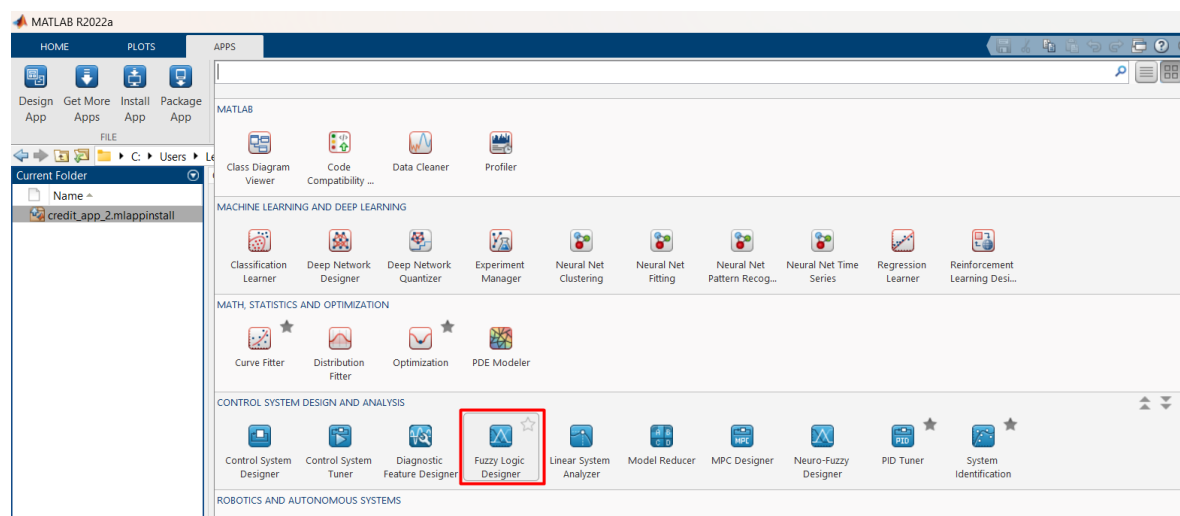 MATLAB R2022a
HOME PLOTS APPS
Design Get More Install Package
App Apps App App
FILE
C: Users
Current Folder
Name
credit_app_2.mlappinstall
MATLAB
Class Diagram Code Data Cleaner Profiler
Viewer Compatibility ...
MACHINE LEARNING AND DEEP LEARNING
Classification Deep Network Deep Network Experiment Neural Net Neural Net Neural Net Neural Net Time Regression Reinforcement
Learner Designer Quantizer Manager Clustering Fitting Pattern Recog... Series Learner Learning Desi...
MATH, STATISTICS AND OPTIMIZATION
Curve Fitter Distribution Optimization PDE Modeler
Fitter
CONTROL SYSTEM DESIGN AND ANALYSIS
MPC PID
Control System Control System Diagnostic Fuzzy Logic Linear System Model Reducer MPC Designer Neuro-Fuzzy PID Tuner System
Designer Tuner Feature Designer Designer Analyzer Designer Identification
ROBOTICS AND AUTONOMOUS SYSTEMS